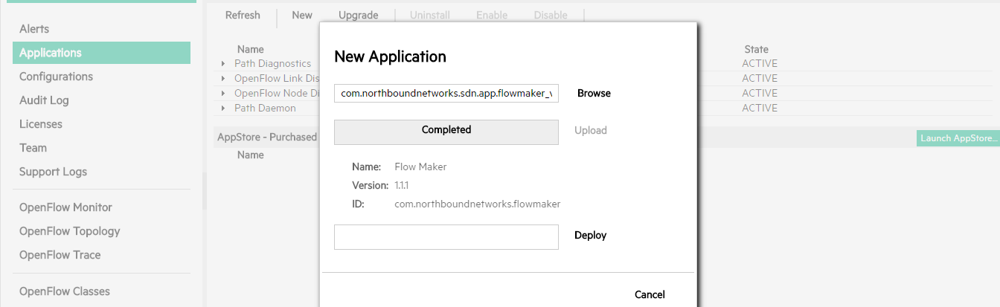 Refresh New Upgrade Uninstall Enable Disable
Alerts
Applications
Configurations
Audit Log
Licenses
Team
Support Logs
OpenFlow Monitor
OpenFlow Topology
OpenFlow Trace
OpenFlow Classes
Name State
Path Diagnostics ACTIVE
OpenFlow Link Dis ACTIVE
OpenFlow Node Di ACTIVE
Path Daemon ACTIVE
AppStore - Purchased Launch AppStore...
Name
New Application
com.northboundnetworks.sdn.app.flowmaker_v Browse
Completed Upload
Name: Flow Maker
Version: 1.1.1
ID: com.northboundnetworks.flowmaker
Deploy
Cancel